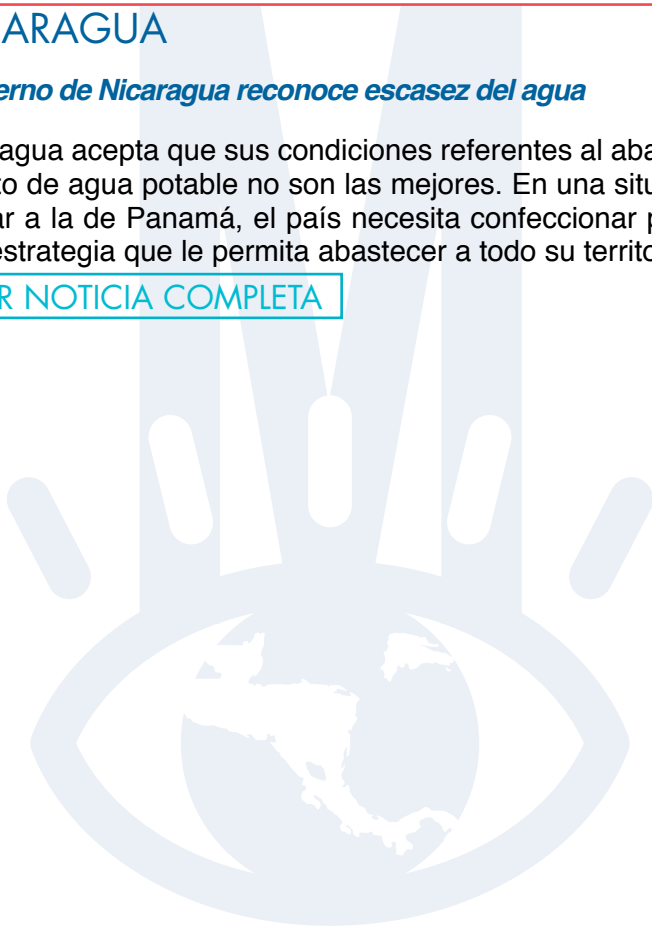 ARAGUA
erno de Nicaragua reconoce escasez del agua
agua acepta que sus condiciones referentes al aba
to de agua potable no son las mejores. En una situ
ar a la de Panamá, el país necesita confeccionar p
estrategia que le permita abastecer a todo su territo
R NOTICIA COMPLETA